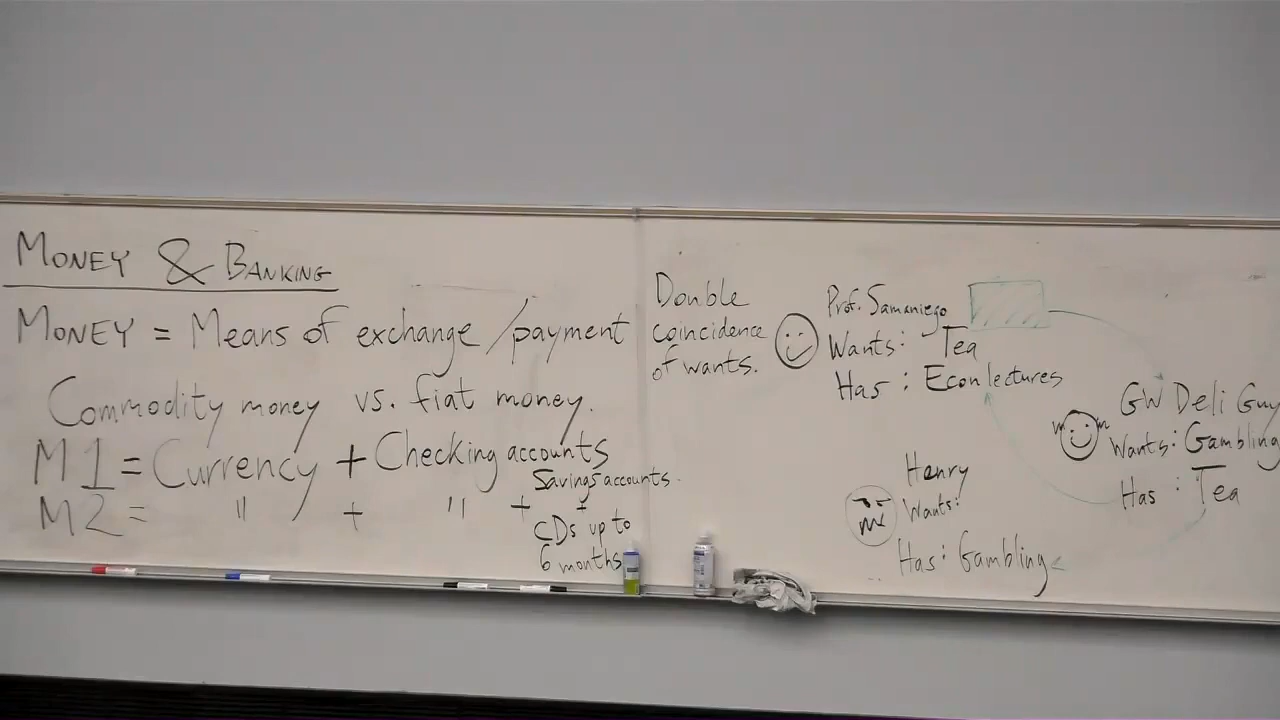 MONEY & BANKING
MONEY = Means of exchange/payment
Commodity money vs. fiat money.
M1 = Currency + Checking accounts
M2 = " + " + Savings accounts.
+
CDs up to
6 months
Double
coincidence
of wants.
Prof. Samaniego
Wants: Tea
Has: Econ lectures
GW Deli Guy
Wants: Gambling
Has: Tea
Henry
Wants:
Has: Gambling